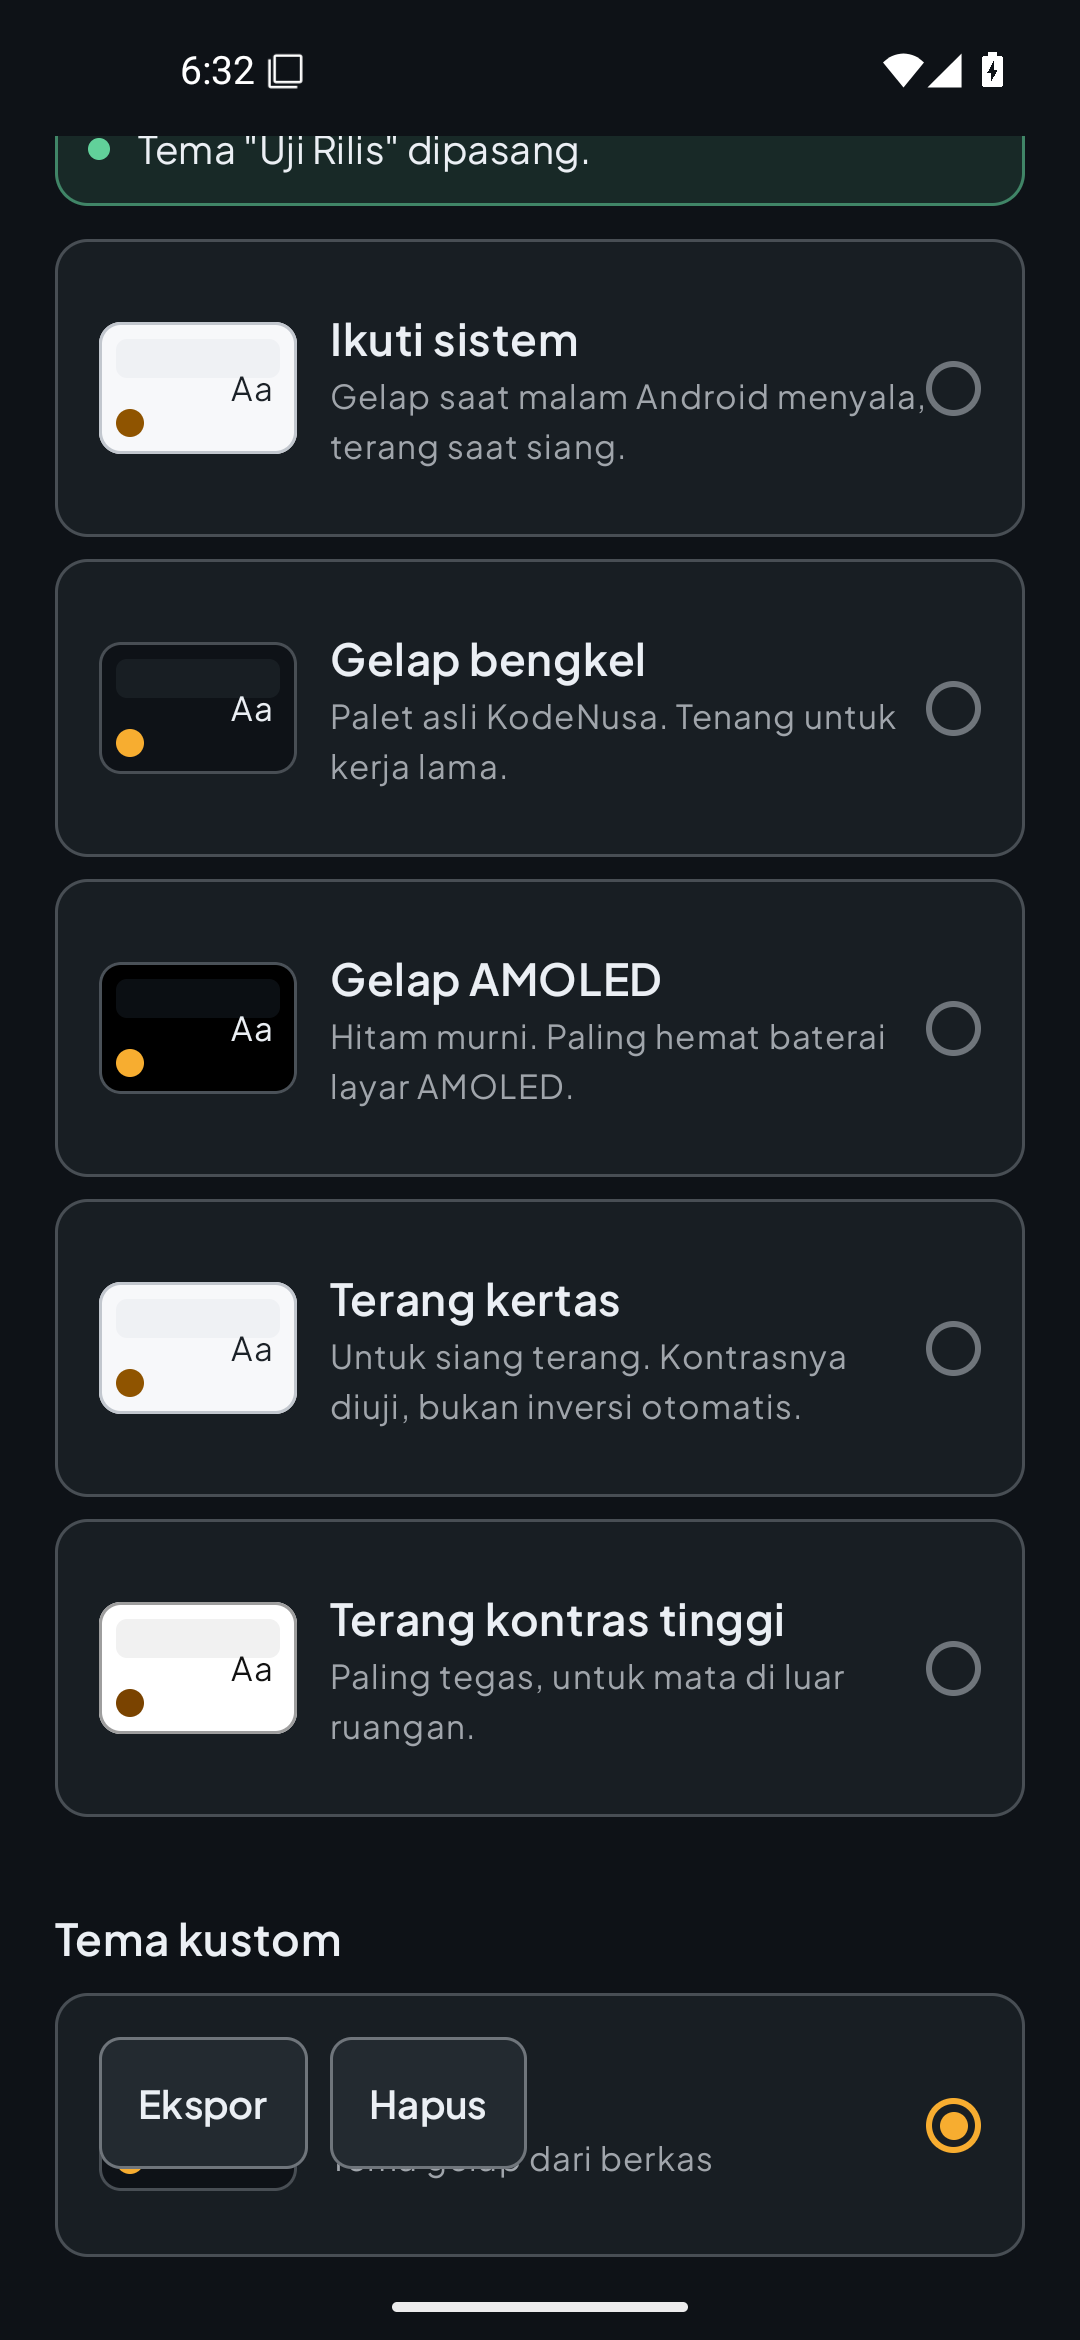 6:32
Tema "Uji Rilis" dipasang.
Ikuti sistem
Aa
Gelap saat malam Android menyala,
terang saat siang.
Gelap bengkel
Aa
Palet asli KodeNusa. Tenang untuk
kerja lama.
Gelap AMOLED
Aa
Hitam murni. Paling hemat baterai
layar AMOLED.
Terang kertas
Aa
Untuk siang terang. Kontrasnya
diuji, bukan inversi otomatis.
Terang kontras tinggi
Aa
Paling tegas, untuk mata di luar
ruangan.
Tema kustom
Ekspor
Hapus
dari berkas